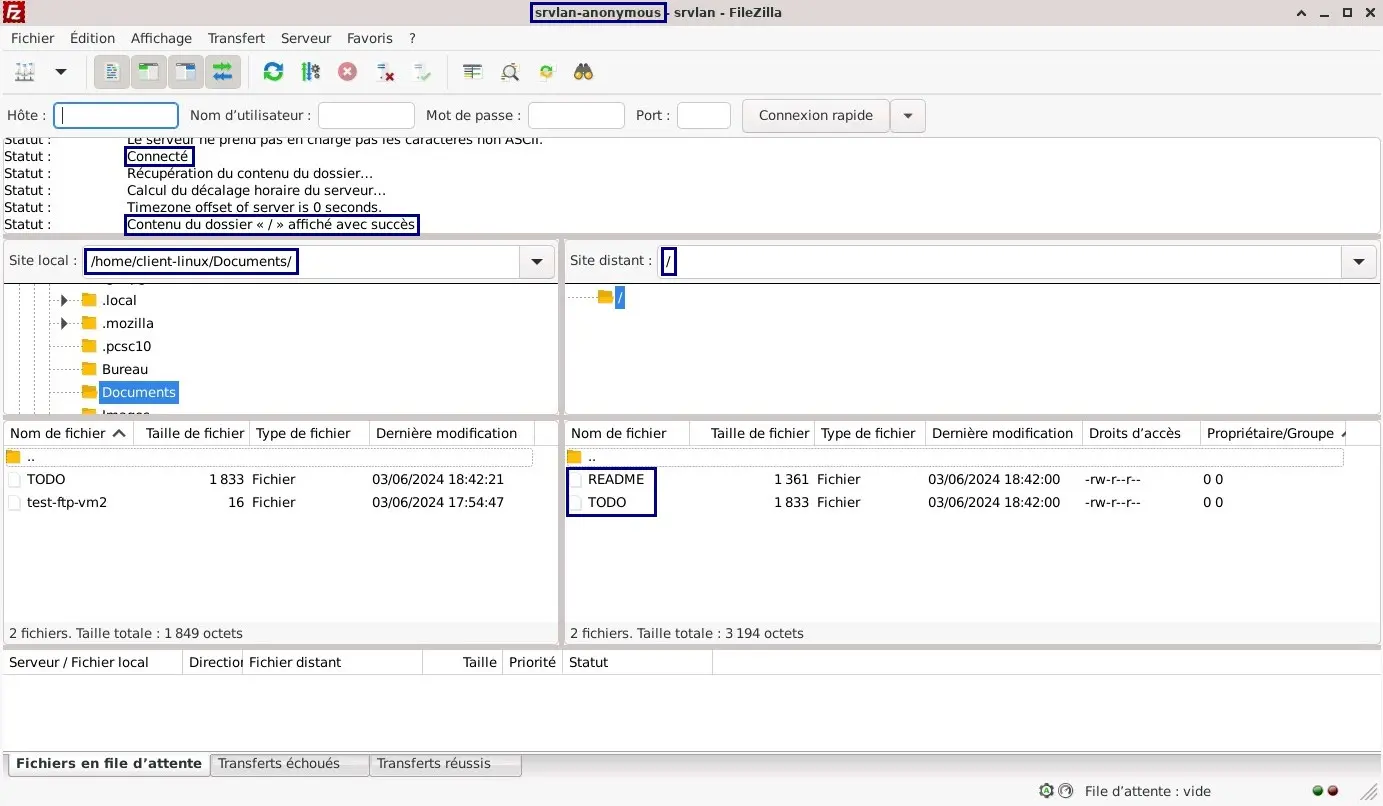 srvlan-anonymous - srvlan - FileZilla
Fichier Édition Affichage Transfert Serveur Favoris ?
Hôte : Nom d’utilisateur : Mot de passe : Port : Connexion rapide
Statut : Le serveur ne prend pas en charge pas les caractères non ASCII.
Statut : Connecté
Statut : Récupération du contenu du dossier…
Statut : Calcul du décalage horaire du serveur…
Statut : Timezone offset of server is 0 seconds.
Statut : Contenu du dossier « / » affiché avec succès
Site local : /home/client-linux/Documents/
.local
.mozilla
.pcsc10
Bureau
Documents
Images
Site distant : /
/
Nom de fichier Taille de fichier Type de fichier Dernière modification
..
TODO 1 833 Fichier 03/06/2024 18:42:21
test-ftp-vm2 16 Fichier 03/06/2024 17:54:47
2 fichiers. Taille totale : 1 849 octets
Nom de fichier Taille de fichier Type de fichier Dernière modification Droits d’accès Propriétaire/Groupe
..
README 1 361 Fichier 03/06/2024 18:42:00 -rw-r--r-- 0 0
TODO 1 833 Fichier 03/06/2024 18:42:00 -rw-r--r-- 0 0
2 fichiers. Taille totale : 3 194 octets
Serveur / Fichier local Direction Fichier distant Taille Priorité Statut
Fichiers en file d’attente Transferts échoués Transferts réussis
File d’attente : vide